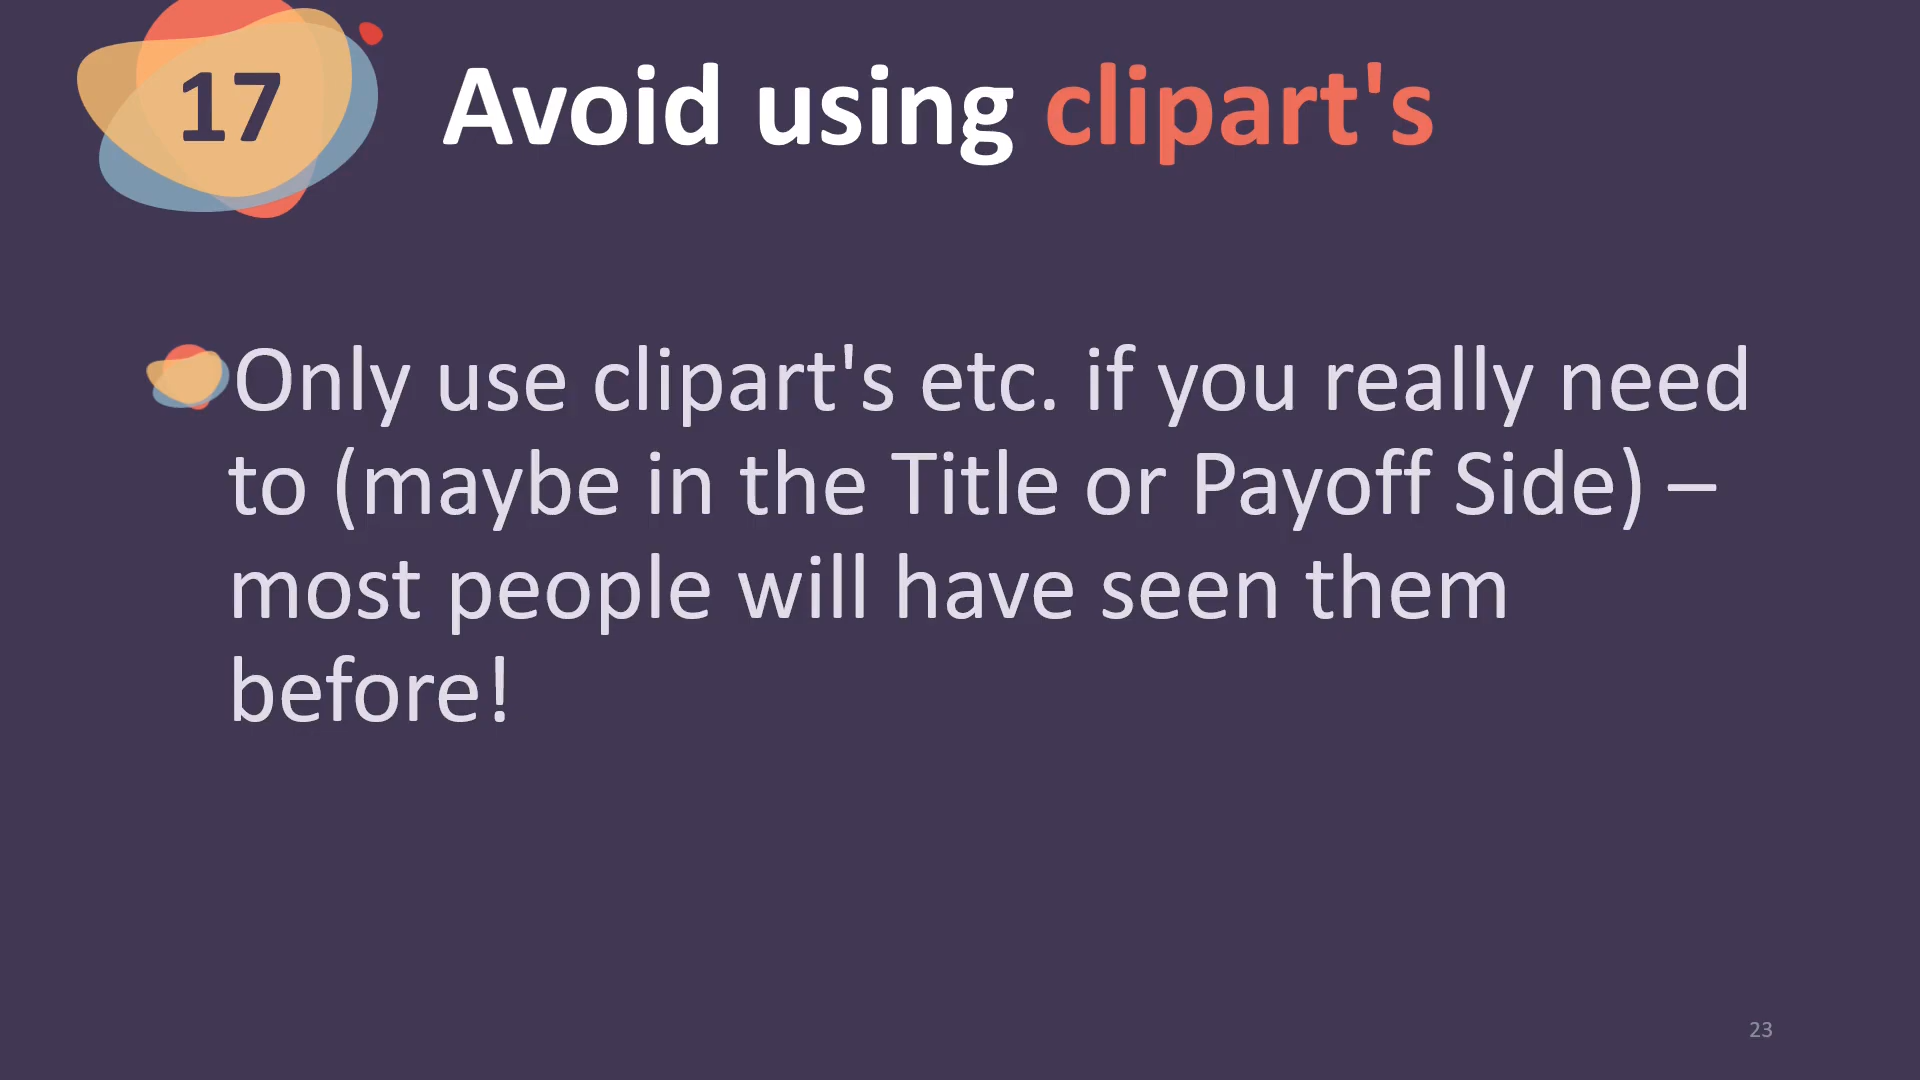 17
Avoid using clipart's
Only use clipart's etc. if you really need
to (maybe in the Title or Payoff Side) –
most people will have seen them
before!
23